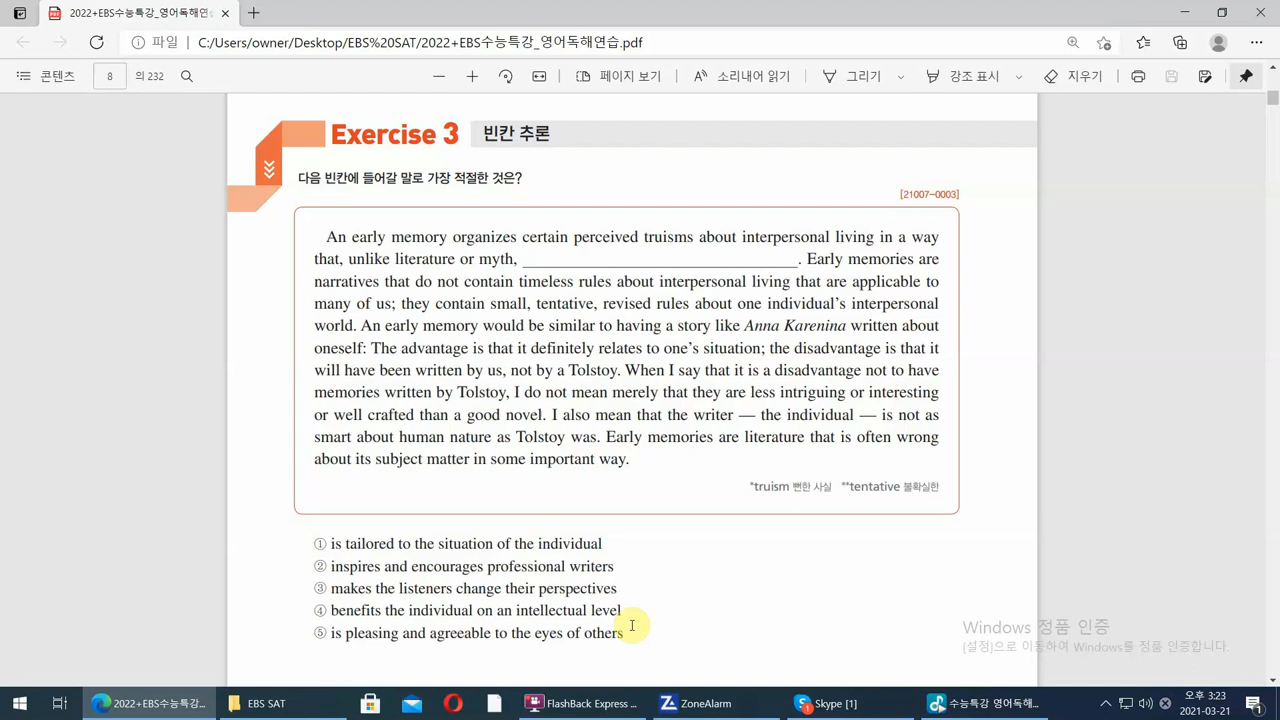 2022+EBS수능특강_영어독해연습
파일
C:/Users/owner/Desktop/EBS%20SAT/2022+EBS수능특강_영어독해연습.pdf
콘텐츠
8
의 232
페이지 보기
소리내어 읽기
그리기
강조 표시
지우기
Exercise 3
빈칸 추론
다음 빈칸에 들어갈 말로 가장 적절한 것은?
[21007-0003]
An early memory organizes certain perceived truisms about interpersonal living in a way
that, unlike literature or myth, ______________________________. Early memories are
narratives that do not contain timeless rules about interpersonal living that are applicable to
many of us; they contain small, tentative, revised rules about one individual's interpersonal
world. An early memory would be similar to having a story like Anna Karenina written about
oneself: The advantage is that it definitely relates to one's situation; the disadvantage is that it
will have been written by us, not by a Tolstoy. When I say that it is a disadvantage not to have
memories written by Tolstoy, I do not mean merely that they are less intriguing or interesting
or well crafted than a good novel. I also mean that the writer — the individual — is not as
smart about human nature as Tolstoy was. Early memories are literature that is often wrong
about its subject matter in some important way.
*truism 뻔한 사실 **tentative 불확실한
① is tailored to the situation of the individual
② inspires and encourages professional writers
③ makes the listeners change their perspectives
④ benefits the individual on an intellectual level
⑤ is pleasing and agreeable to the eyes of others
Windows 정품 인증
[설정]으로 이동하여 Windows를 정품 인증합니다.
2022+EBS수능특강...
EBS SAT
FlashBack Express ...
ZoneAlarm
Skype [1]
수능특강 영어독해...
오후 3:23
2021-03-21
1